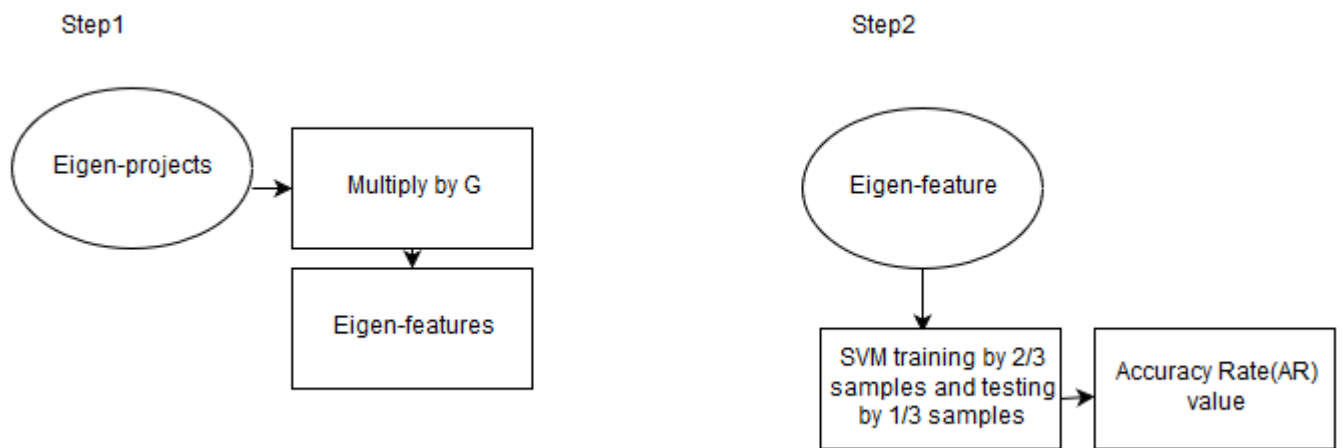 Step1
Eigen-projects
Multiply by G
Eigen-features
Step2
Eigen-feature
SVM training by 2/3
samples and testing
by 1/3 samples
Accuracy Rate(AR)
value